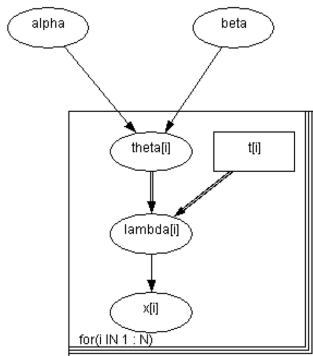 alpha
beta
theta[i]
t[i]
lambda[i]
x[i]
for(i IN 1 : N)